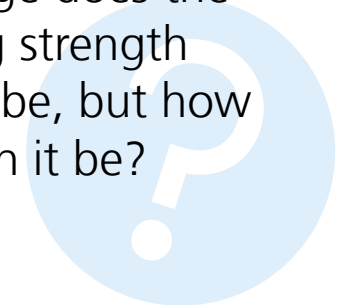 ge does the
g strength
be, but how
n it be?
?